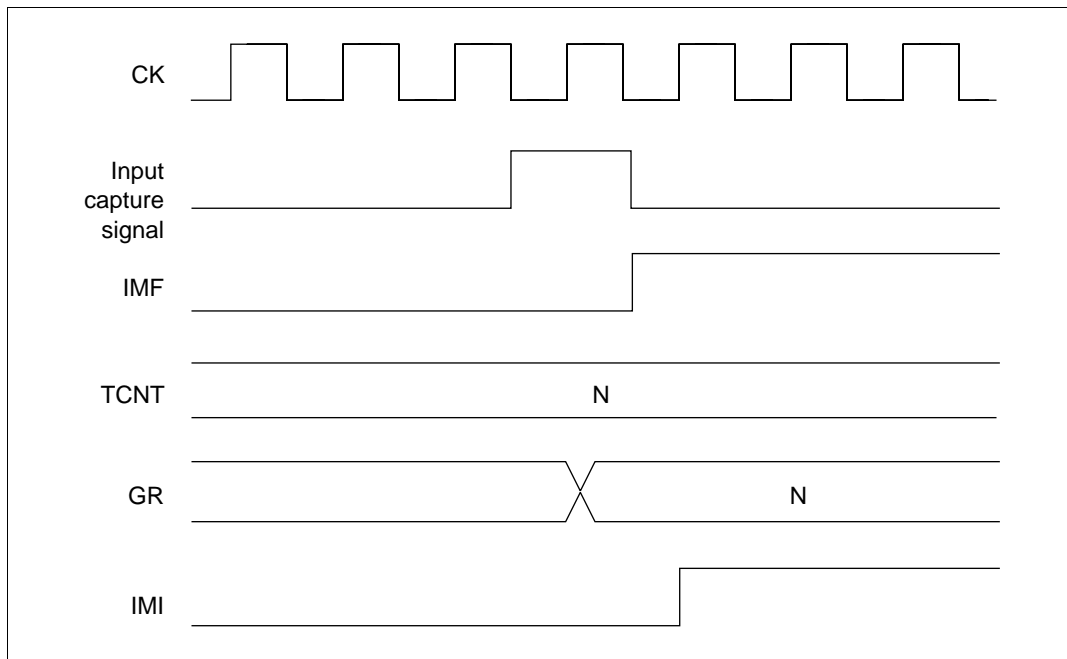 CK
Input
capture
signal
IMF
TCNT
N
GR
N
IMI